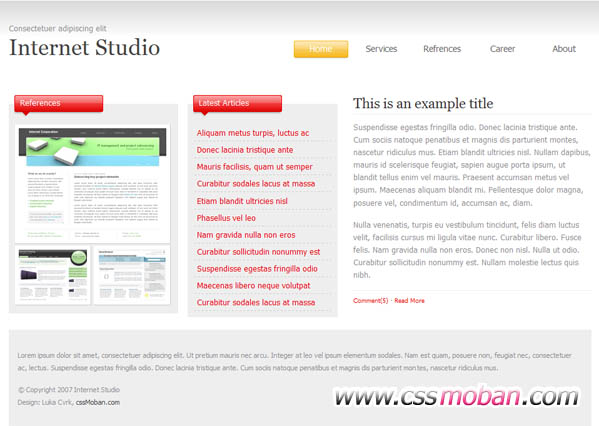 Consectetuer adipiscing elit
Internet Studio
Home
Services
Refrences
Career
About
References
Internet Corporation
IT management and project outsourcing
Latest Articles
Aliquam metus turpis, luctus ac
Donec lacinia tristique ante
Mauris facilisis, quam ut semper
Curabitur sodales lacus at massa
Etiam blandit ultricies nisl
Phasellus vel leo
Nam gravida nulla non eros
Curabitur sollicitudin nonummy est
Suspendisse egestas fringilla odio
Maecenas libero neque volutpat
Curabitur sodales lacus at massa
This is an example title
Suspendisse egestas fringilla odio. Donec lacinia tristique ante.
Cum sociis natoque penatibus et magnis dis parturient montes,
nascetur ridiculus mus. Etiam blandit ultricies nisl. Nullam dapibus,
mauris id scelerisque feugiat, sapien augue porta ipsum, ut
blandit tellus enim vel mauris. Praesent accumsan metus vel
ipsum. Maecenas aliquam blandit mi. Pellentesque dolor magna,
posuere vel, condimentum id, accumsan ac, diam.
Nulla venenatis, turpis eu vestibulum tincidunt, felis diam luctus
velit, facilisis cursus mi ligula vitae nunc. Curabitur libero. Fusce
felis. Nam gravida nulla non eros. Donec non nisl. Nulla ut odio.
Curabitur sollicitudin nonummy est. Nullam molestie lectus quis
nibh.
Comment(5) · Read More
Lorem ipsum dolor sit amet, consectetuer adipiscing elit. Ut pretium mauris nec arcu. Integer at leo vel ipsum elementum sodales. Nam est quam, posuere non, feugiat nec, consectetuer
ac, lectus. Suspendisse egestas fringilla odio. Donec lacinia tristique ante. Cum sociis natoque penatibus et magnis dis parturient montes, nascetur ridiculus mus.
© Copyright 2007 Internet Studio
Design: Luka Cvrk, cssMoban.com
www.cssmoban.com